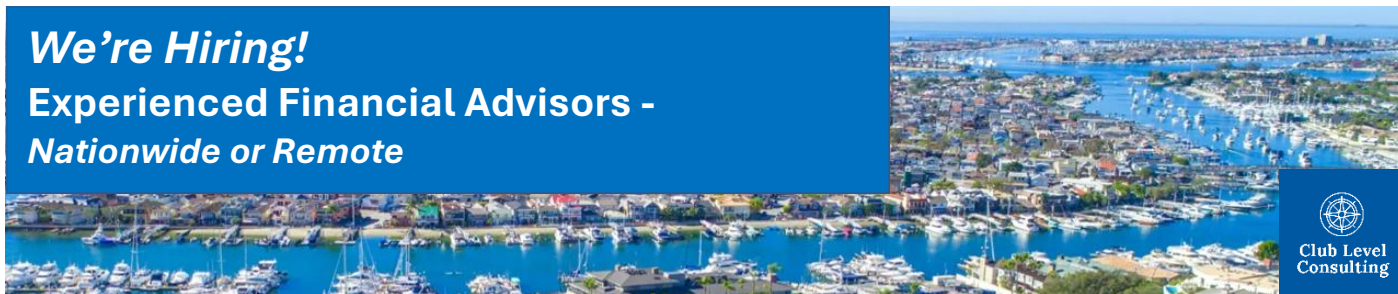 We’re Hiring!
Experienced Financial Advisors -
Nationwide or Remote
Club Level
Consulting